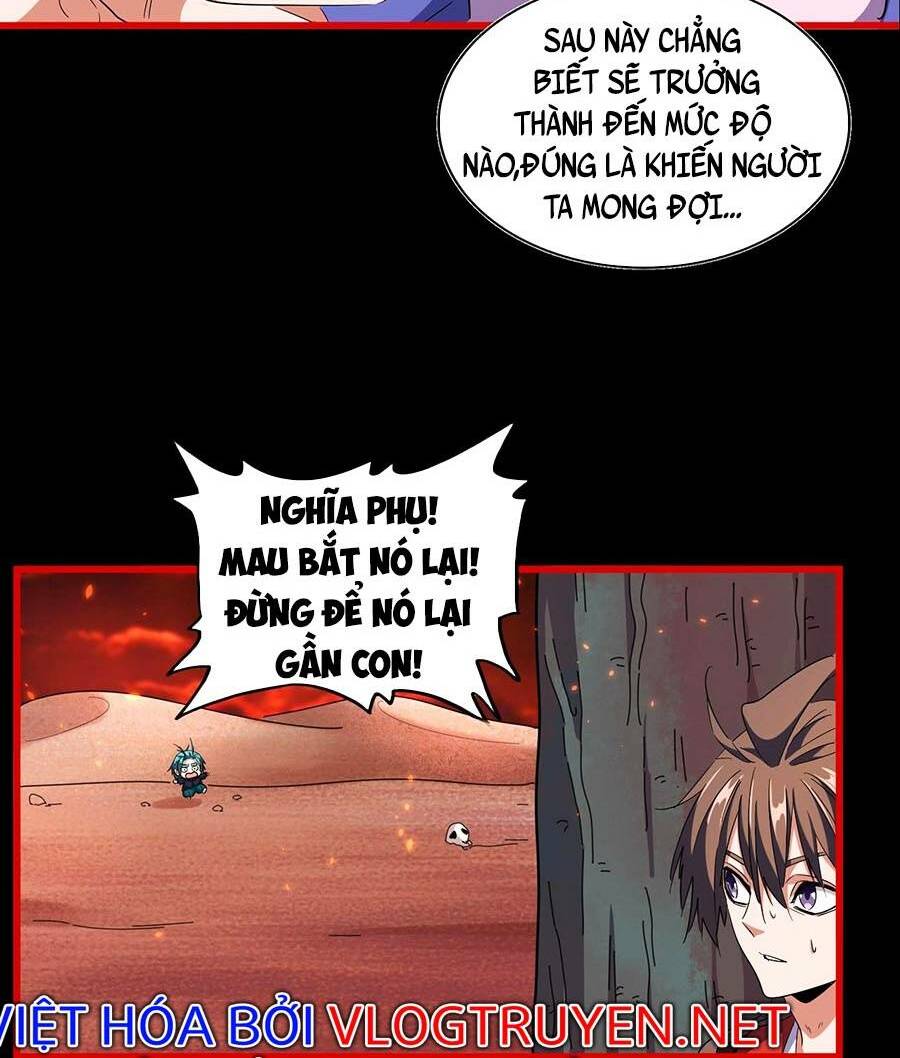 SAU NÀY CHẲNG
BIẾT SẼ TRƯỞNG
THÀNH ĐẾN MỨC ĐỘ
NÀO,ĐÚNG LÀ KHIẾN NGƯỜI
TA MONG ĐỢI...
NGHĨA PHỤ!
MAU BẮT NÓ LẠI!
ĐỪNG ĐỂ NÓ LẠI
GẦN CON!
VIỆT HÓA BỞI VLOGTRUYEN.NET